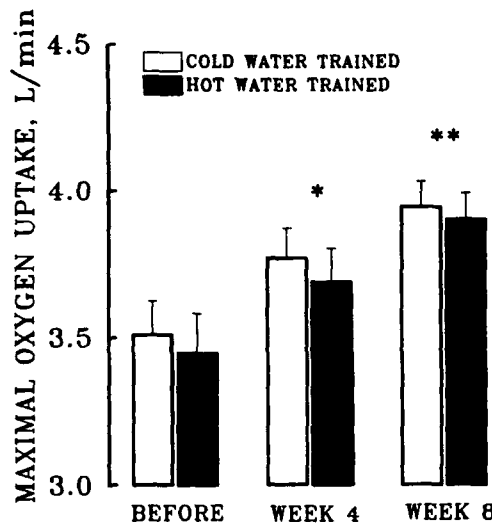 MAXIMAL OXYGEN UPTAKE, L/min
4.5
4.0
3.5
3.0
COLD WATER TRAINED
HOT WATER TRAINED
*
**
BEFORE WEEK 4 WEEK 8